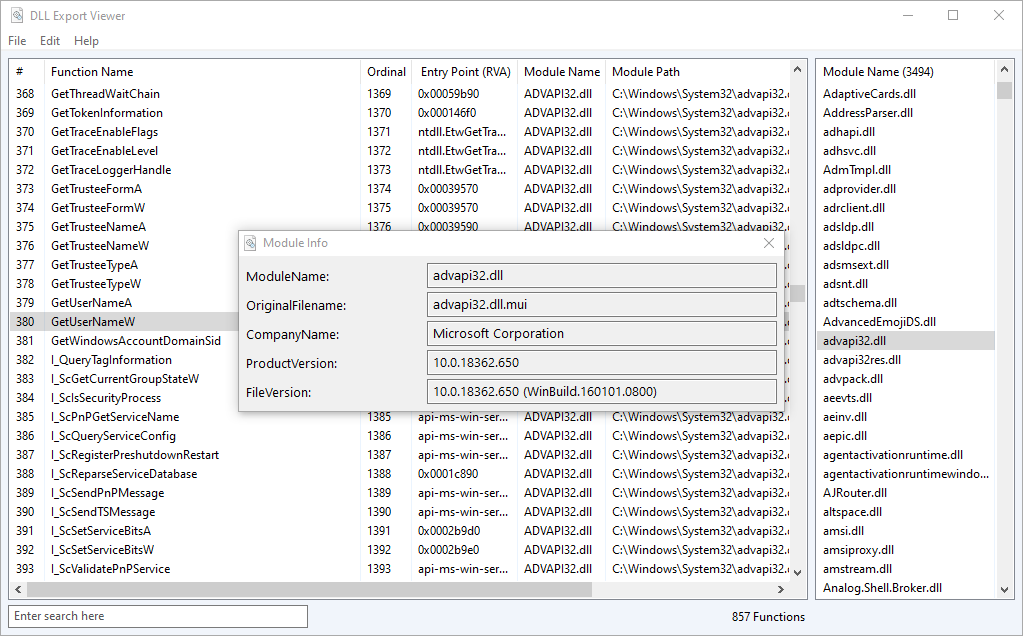 DLL Export Viewer
File Edit Help
# Function Name Ordinal Entry Point (RVA) Module Name Module Path
368 GetThreadWaitChain 1369 0x00059b90 ADVAPI32.dll C:\Windows\System32\advapi32.
369 GetTokenInformation 1370 0x000146f0 ADVAPI32.dll C:\Windows\System32\advapi32.
370 GetTraceEnableFlags 1371 ntdll.EtwGetTra... ADVAPI32.dll C:\Windows\System32\advapi32.
371 GetTraceEnableLevel 1372 ntdll.EtwGetTra... ADVAPI32.dll C:\Windows\System32\advapi32.
372 GetTraceLoggerHandle 1373 ntdll.EtwGetTra... ADVAPI32.dll C:\Windows\System32\advapi32.
373 GetTrusteeFormA 1374 0x00039570 ADVAPI32.dll C:\Windows\System32\advapi32.
374 GetTrusteeFormW 1375 0x00039570 ADVAPI32.dll C:\Windows\System32\advapi32.
375 GetTrusteeNameA 1376 0x00039590 ADVAPI32.dll C:\Windows\System32\advapi32.
376 GetTrusteeNameW
377 GetTrusteeTypeA
378 GetTrusteeTypeW
379 GetUserNameA
380 GetUserNameW
381 GetWindowsAccountDomainSid
382 I_QueryTagInformation
383 I_ScGetCurrentGroupStateW
384 I_ScIsSecurityProcess
385 I_ScPnPGetServiceName 1385 api-ms-win-ser... ADVAPI32.dll C:\Windows\System32\advapi32.
386 I_ScQueryServiceConfig 1386 api-ms-win-ser... ADVAPI32.dll C:\Windows\System32\advapi32.
387 I_ScRegisterPreshutdownRestart 1387 api-ms-win-ser... ADVAPI32.dll C:\Windows\System32\advapi32.
388 I_ScReparseServiceDatabase 1388 0x0001c890 ADVAPI32.dll C:\Windows\System32\advapi32.
389 I_ScSendPnPMessage 1389 api-ms-win-ser... ADVAPI32.dll C:\Windows\System32\advapi32.
390 I_ScSendTSMessage 1390 api-ms-win-ser... ADVAPI32.dll C:\Windows\System32\advapi32.
391 I_ScSetServiceBitsA 1391 0x0002b9d0 ADVAPI32.dll C:\Windows\System32\advapi32.
392 I_ScSetServiceBitsW 1392 0x0002b9e0 ADVAPI32.dll C:\Windows\System32\advapi32.
393 I_ScValidatePnPService 1393 api-ms-win-ser... ADVAPI32.dll C:\Windows\System32\advapi32.
Module Info
ModuleName: advapi32.dll
OriginalFilename: advapi32.dll.mui
CompanyName: Microsoft Corporation
ProductVersion: 10.0.18362.650
FileVersion: 10.0.18362.650 (WinBuild.160101.0800)
Module Name (3494)
AdaptiveCards.dll
AddressParser.dll
adhapi.dll
adhsvc.dll
AdmTmpl.dll
adprovider.dll
adrclient.dll
adsldp.dll
adsldpc.dll
adsmsext.dll
adsnt.dll
adtschema.dll
AdvancedEmojiDS.dll
advapi32.dll
advapi32res.dll
advpack.dll
aeevts.dll
aeinv.dll
aepic.dll
agentactivationruntime.dll
agentactivationruntimewindo...
AJRouter.dll
altspace.dll
amsi.dll
amsiproxy.dll
amstream.dll
Analog.Shell.Broker.dll
Enter search here
857 Functions